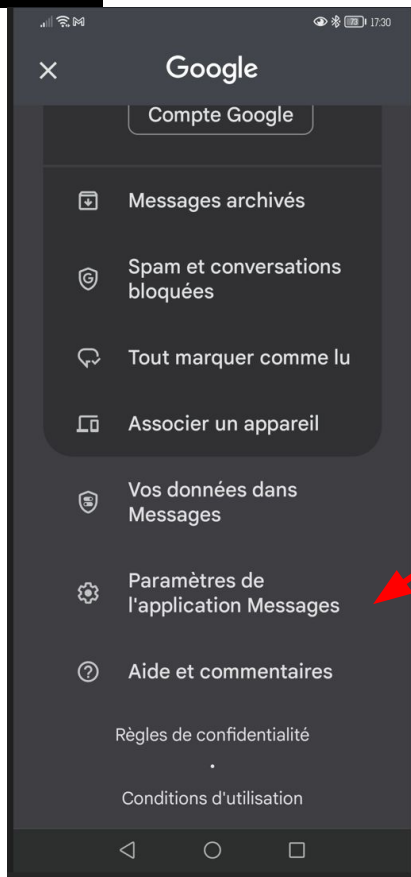 73 17:30
Google
Compte Google
Messages archivés
Spam et conversations
bloquées
Tout marquer comme lu
Associer un appareil
Vos données dans
Messages
Paramètres de
l'application Messages
Aide et commentaires
Règles de confidentialité
·
Conditions d'utilisation